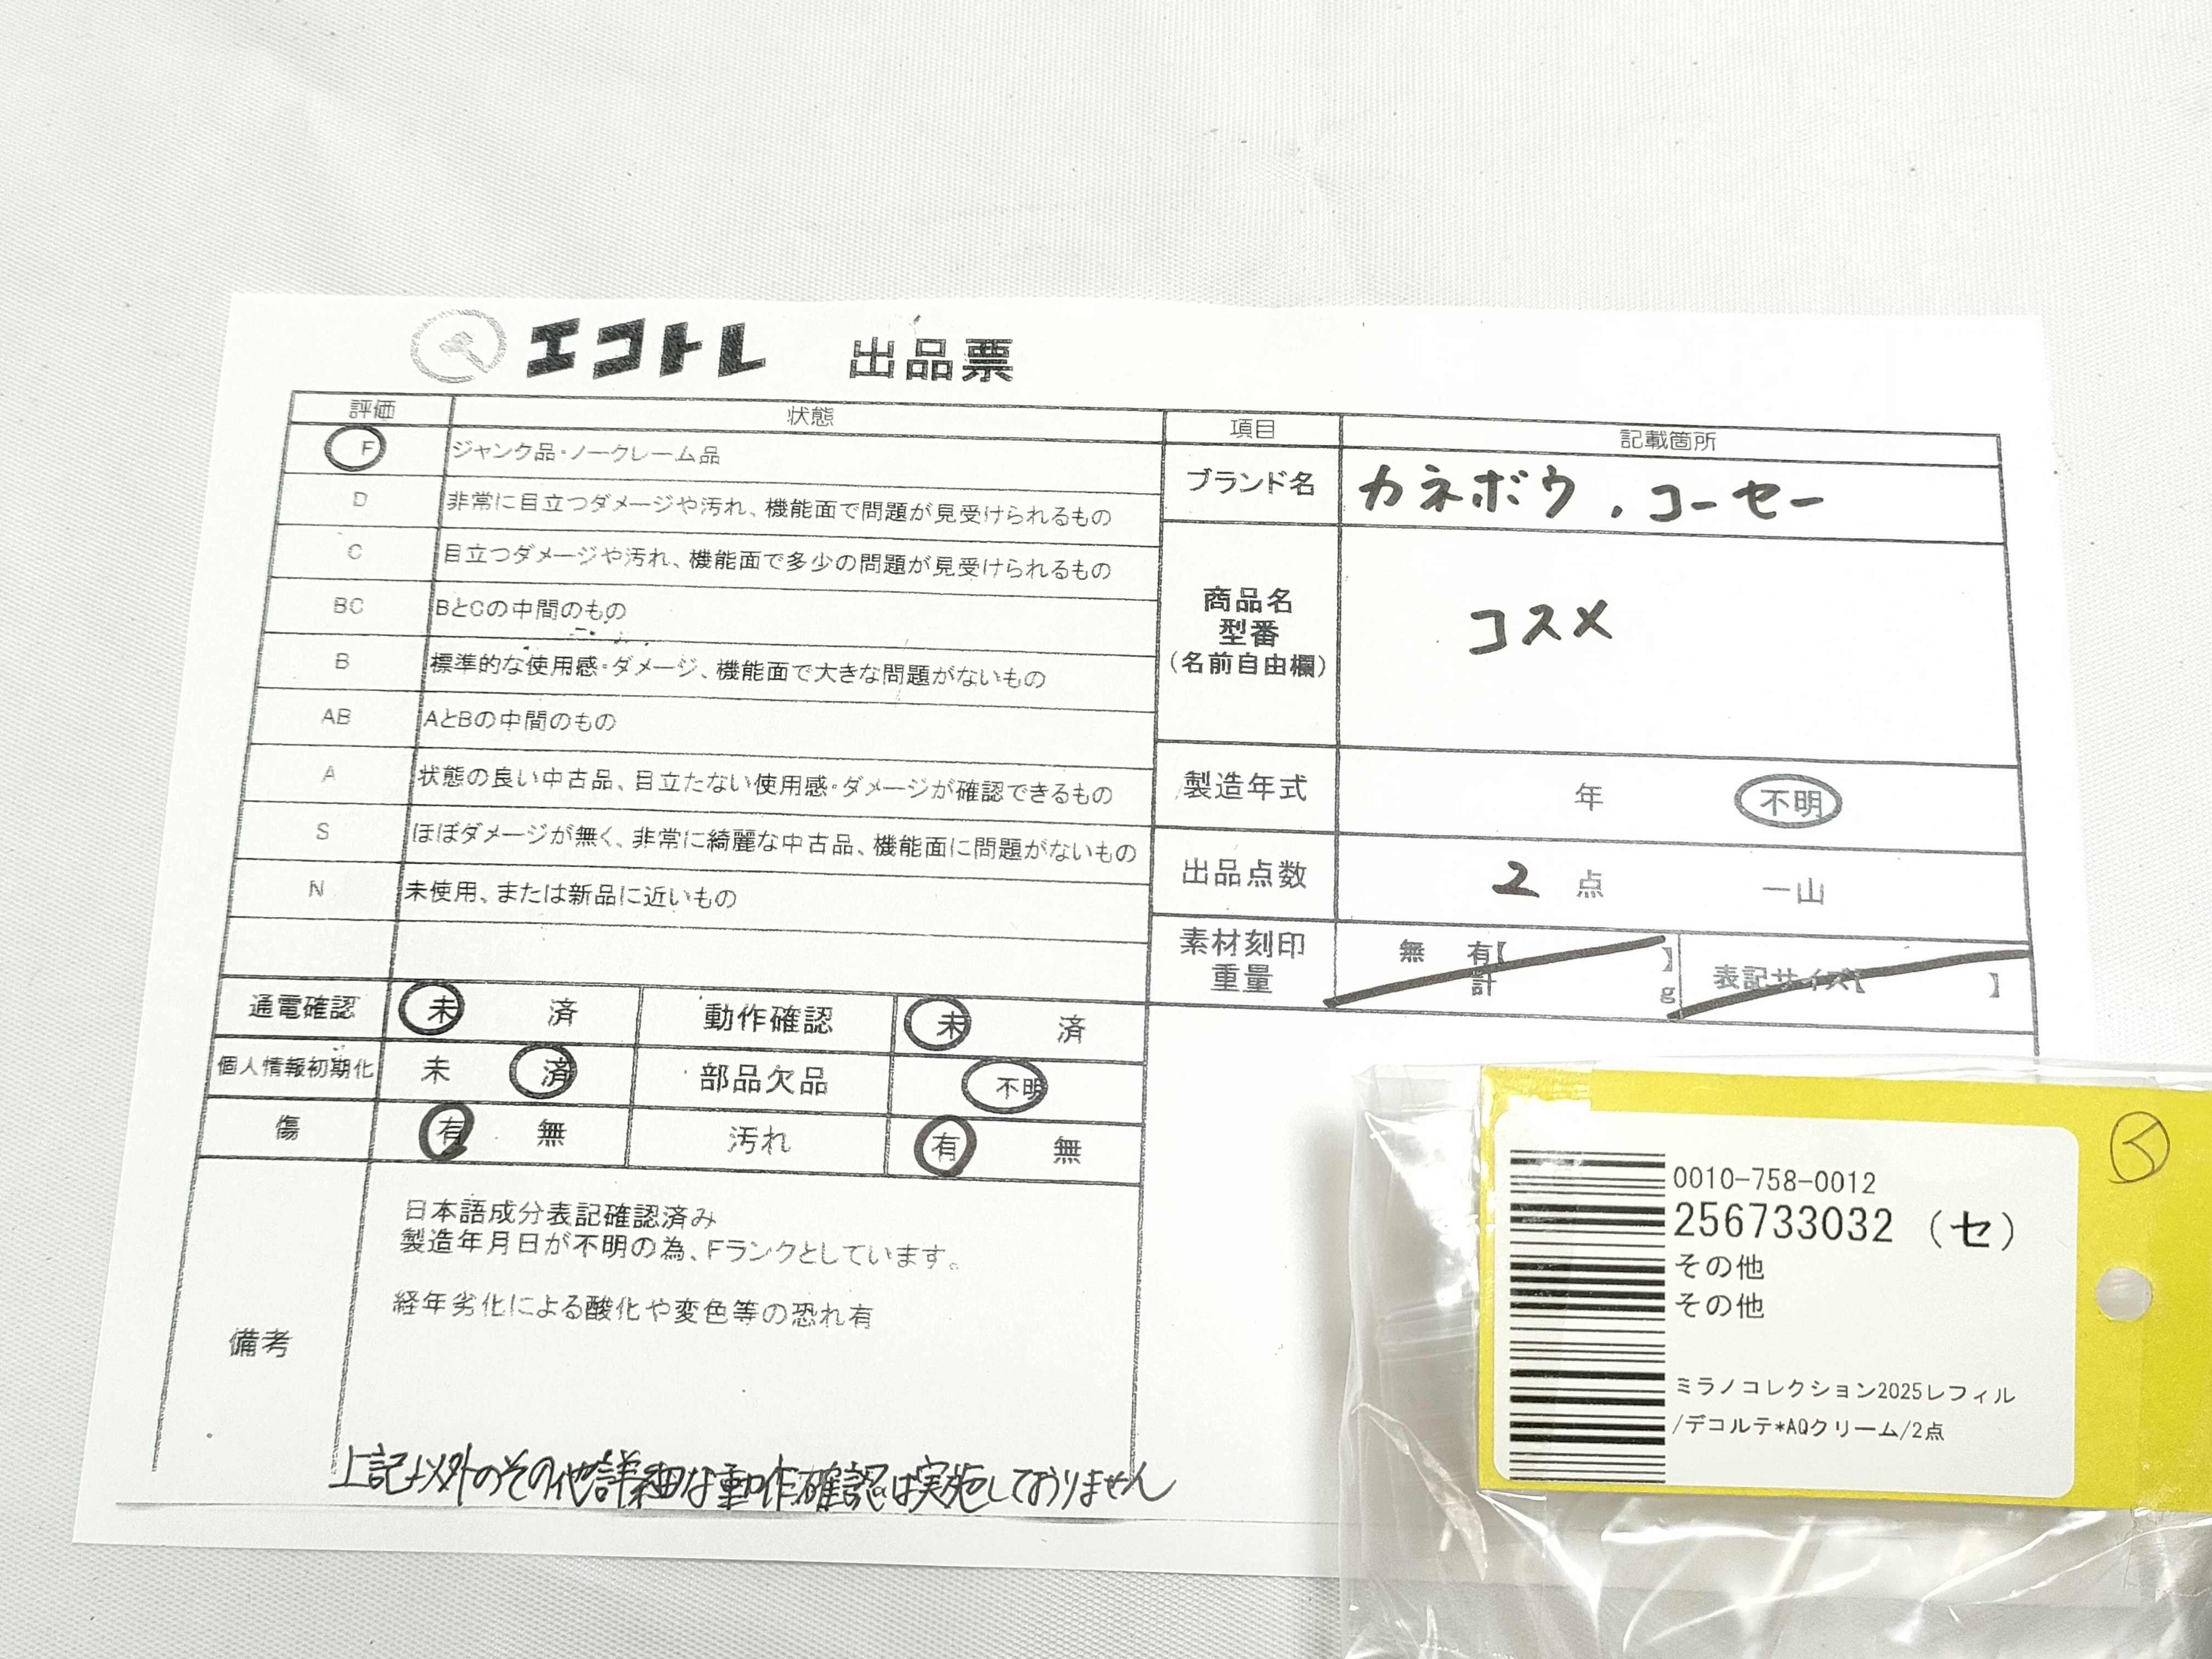 エコトレ 出品票
評価 状態 項目 記載箇所
F ジャンク品・ノークレーム品
D 非常に目立つダメージや汚れ、機能面で問題が見受けられるもの
C 目立つダメージや汚れ、機能面で多少の問題が見受けられるもの
BC BとCの中間のもの
B 標準的な使用感・ダメージ、機能面で大きな問題がないもの
AB AとBの中間のもの
A 状態の良い中古品、目立たない使用感・ダメージが確認できるもの
S ほぼダメージが無く、非常に綺麗な中古品、機能面に問題がないもの
N 未使用、または新品に近いもの
ブランド名 カネボウ.コーセー
商品名
型番
(名前自由欄)
コスメ
製造年式 年 不明
出品点数 2 点 一山
素材刻印 無 有【 】
重量 計 g
表記サイズ【 】
通電確認 未 済 動作確認 未 済
個人情報初期化 未 済 部品欠品 不明
傷 有 無 汚れ 有 無
備考
日本語成分表記確認済み
製造年月日が不明の為、Fランクとしています。
経年劣化による酸化や変色等の恐れ有
上記以外のその他詳細な動作確認は実施しておりません
0010-758-0012
256733032 (セ)
その他
その他
ミラノコレクション2025レフィル
/デコルテ*AQクリーム/2点
く